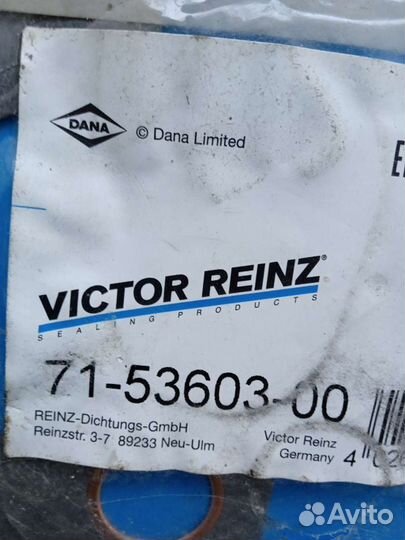 DANA
© Dana Limited
VICTOR REINZ®
SEALING PRODUCTS
71-53603-00
REINZ-Dichtungs-GmbH
Reinzstr. 3-7 89233 Neu-Ulm
Victor Reinz
Germany
Avito